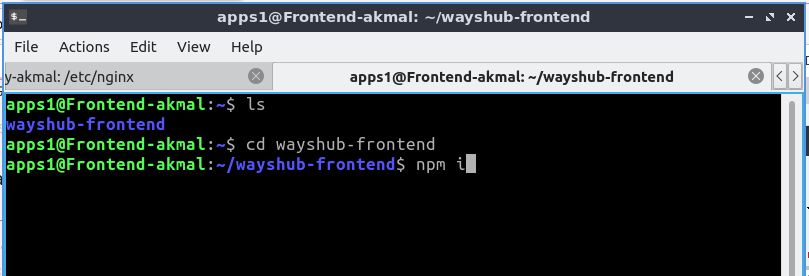 apps1@Frontend-akmal: ~/wayshub-frontend
File Actions Edit View Help
y-akmal: /etc/nginx
apps1@Frontend-akmal: ~/wayshub-frontend
apps1@Frontend-akmal:~$ ls
wayshub-frontend
apps1@Frontend-akmal:~$ cd wayshub-frontend
apps1@Frontend-akmal:~/wayshub-frontend$ npm i